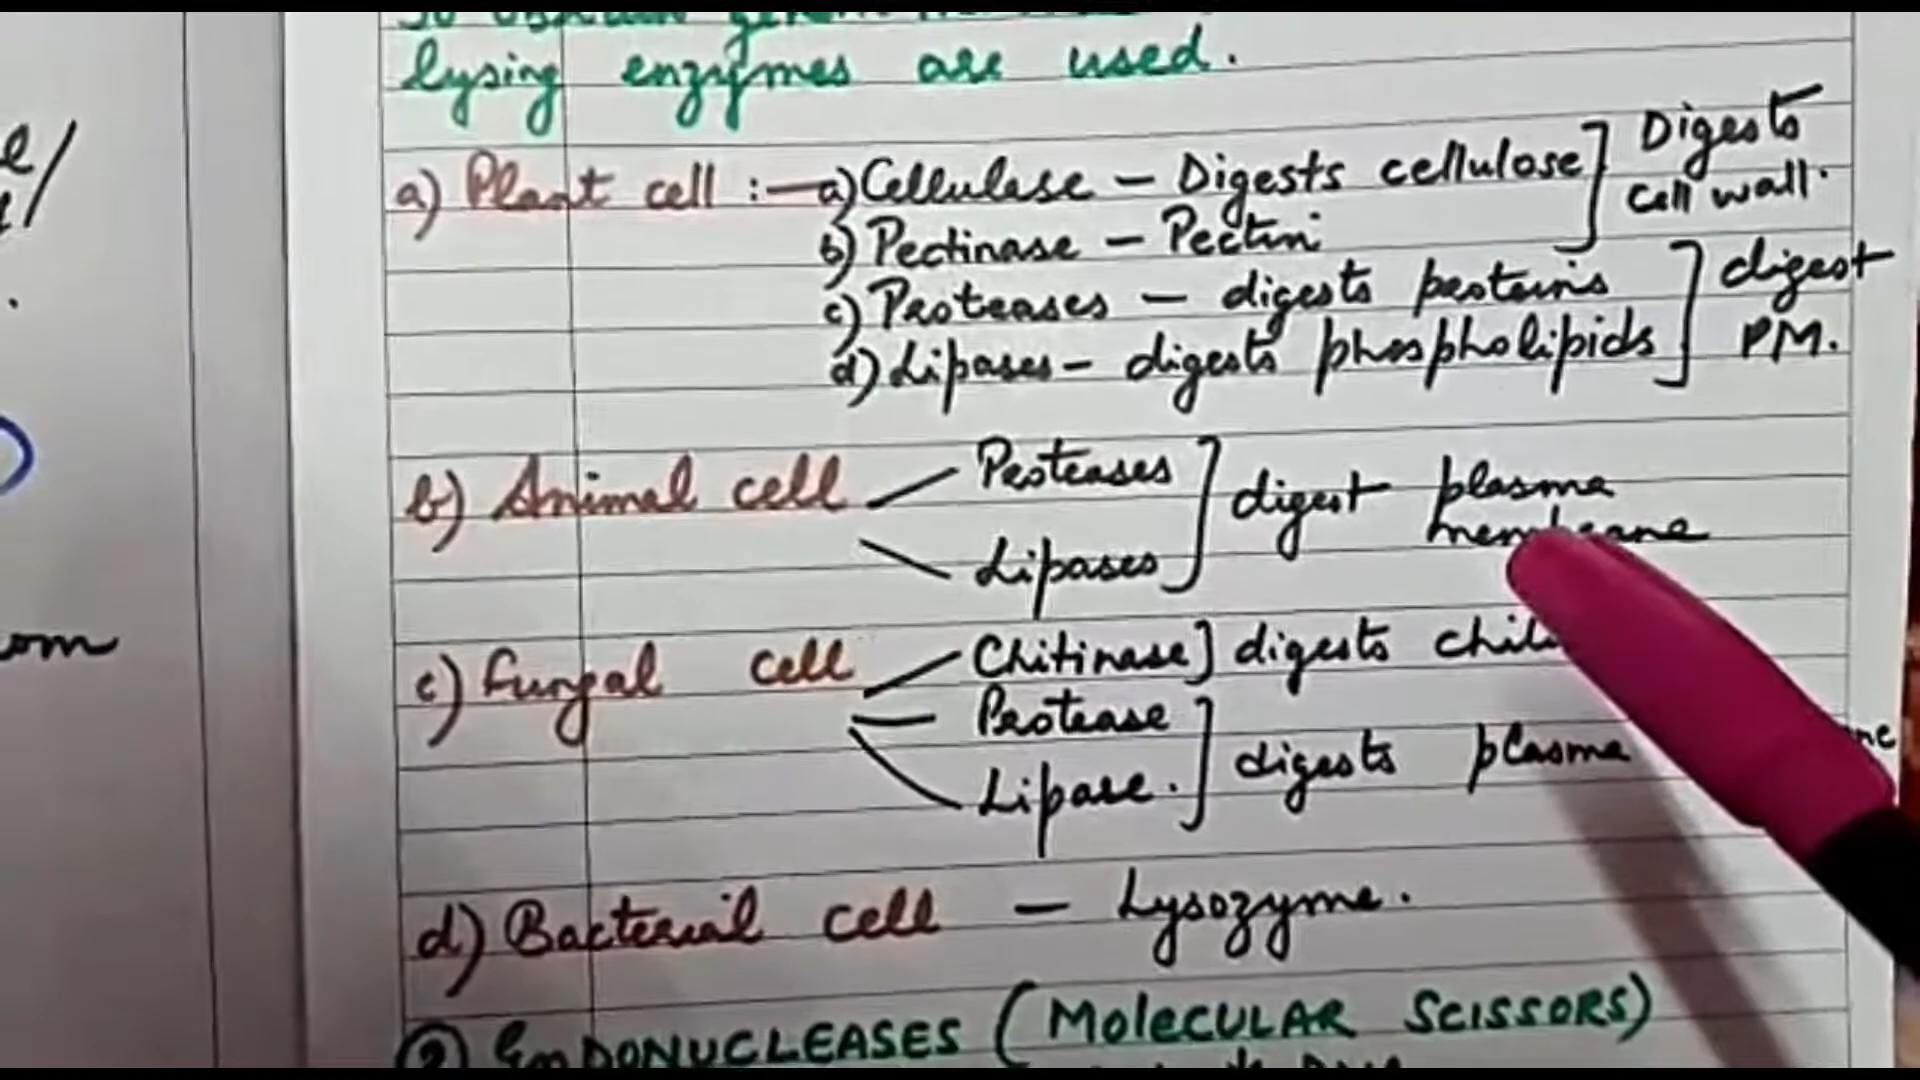 lysing enzymes are used.
a) Plant cell :— a) Cellulase – Digests cellulose] Digests cell wall.
b) Pectinase – Pectin
c) Proteases – digests proteins ] digest PM.
d) Lipases – digests phospholipids
b) Animal cell – Proteases ] digest plasma membrane
Lipases
c) Fungal cell – Chitinase] digests
Protease
Lipase. ] digests plasma
d) Bacterial cell – Lysozyme.
② ENDONUCLEASES (MOLECULAR SCISSORS)